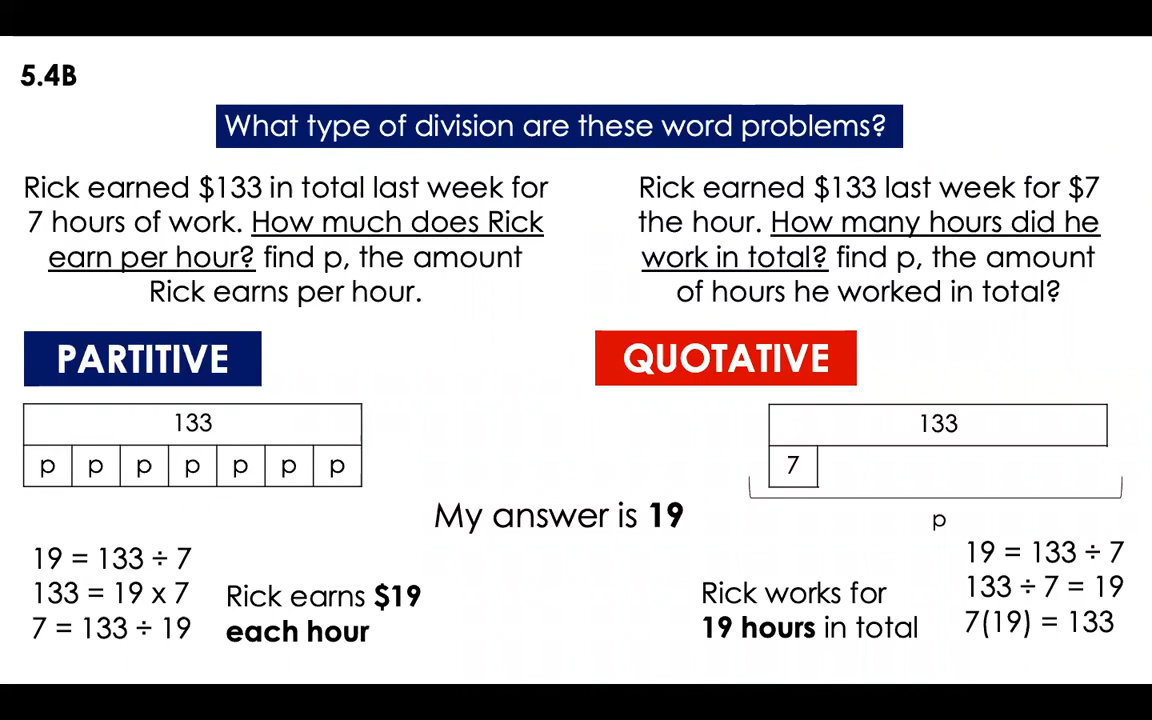 5.4B
What type of division are these word problems?
Rick earned $133 in total last week for
7 hours of work. How much does Rick
earn per hour? find p, the amount
Rick earns per hour.
PARTITIVE
133
p p p p p p p
19 = 133 ÷ 7
133 = 19 x 7
7 = 133 ÷ 19
Rick earns $19
each hour
My answer is 19
Rick earned $133 last week for $7
the hour. How many hours did he
work in total? find p, the amount
of hours he worked in total?
QUOTATIVE
133
7
p
Rick works for
19 hours in total
19 = 133 ÷ 7
133 ÷ 7 = 19
7(19) = 133